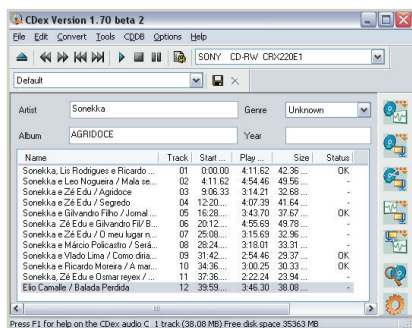 CDex Version 1.70 beta 2
File Edit Convert Tools CDDB Options Help
SONY CD-RW CRX220E1
Default
Artist Sonekka Genre Unknown
Album AGRIDOCE Year
Name Track Start ... Play ... Size Status
Sonekka, Lis Rodrigues e Ricardo ... 01 0:00.00 4:11.62 42.36 ... OK
Sonekka e Leo Nogueira / Mala se... 02 4:11.62 4:54.46 49.56 ... -
Sonekka e Zé Edu / Agridoce 03 9:06.33 3:14.21 32.68 ... -
Sonekka e Zé Edu / Segredo 04 12:20.... 4:07.39 41.64 ... -
Sonekka e Gilvandro Filho / Jornal ... 05 16:28.... 3:43.70 37.67 ... OK
Sonekka Zé Edu e Gilvandro Fil/ B... 06 20:12.... 4:55.69 49.78 ... -
Sonekka e Zé Edu / O meu lugar n... 07 25:08.... 3:15.69 32.96 ... -
Sonekka e Márcio Policastro / Será... 08 28:24.... 3:18.01 33.31 ... -
Sonekka e Vlado Lima / Como diria... 09 31:42.... 2:54.46 29.37 ... OK
Sonekka e Ricardo Moreira / A mar... 10 34:36.... 3:00.25 30.33 ... OK
Sonekka, Zé Edu e Osmar reyex / ... 11 37:36.... 2:22.24 23.94 ... -
Elio Camalle / Balada Perdida 12 39:59.... 3:46.30 38.08 ... -
Press F1 for help on the CDex audio C 1 track (38.08 MB) Free disk space 35363 MB